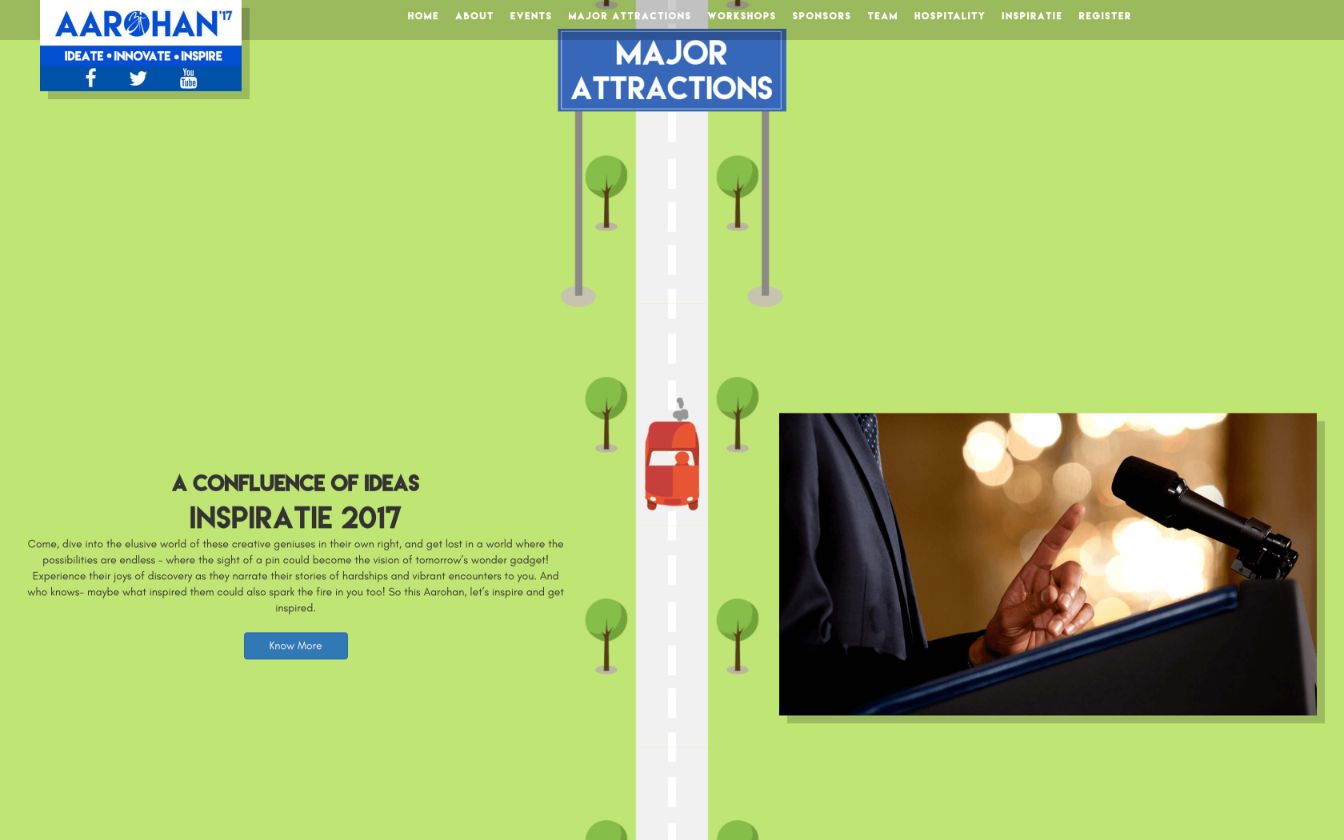 AAROHAN'17
IDEATE • INNOVATE • INSPIRE
You
Tube
HOME ABOUT EVENTS MAJOR ATTRACTIONS WORKSHOPS SPONSORS TEAM HOSPITALITY INSPIRATIE REGISTER
MAJOR
ATTRACTIONS
A CONFLUENCE OF IDEAS
INSPIRATIE 2017
Come, dive into the elusive world of these creative geniuses in their own right, and get lost in a world where the
possibilities are endless - where the sight of a pin could become the vision of tomorrow's wonder gadget!
Experience their joys of discovery as they narrate their stories of hardships and vibrant encounters to you. And
who knows- maybe what inspired them could also spark the fire in you too! So this Aarohan, let's inspire and get
inspired.
Know More